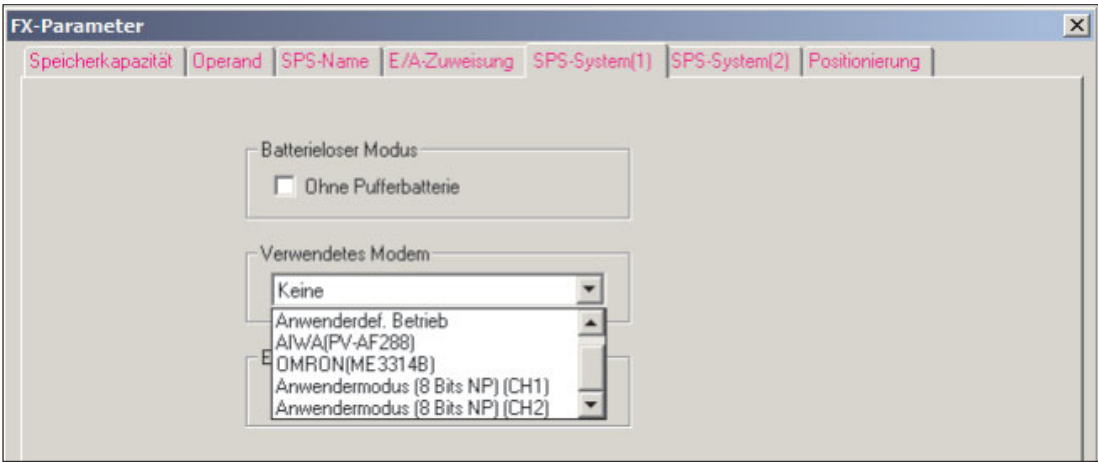 FX-Parameter
Speicherkapazität Operand SPS-Name E/A-Zuweisung SPS-System(1) SPS-System(2) Positionierung
Batterieloser Modus
Ohne Pufferbatterie
Verwendetes Modem
Keine
Anwenderdef. Betrieb
AIWA(PV-AF288)
OMRON(ME3314B)
Anwendermodus (8 Bits NP) (CH1)
Anwendermodus (8 Bits NP) (CH2)